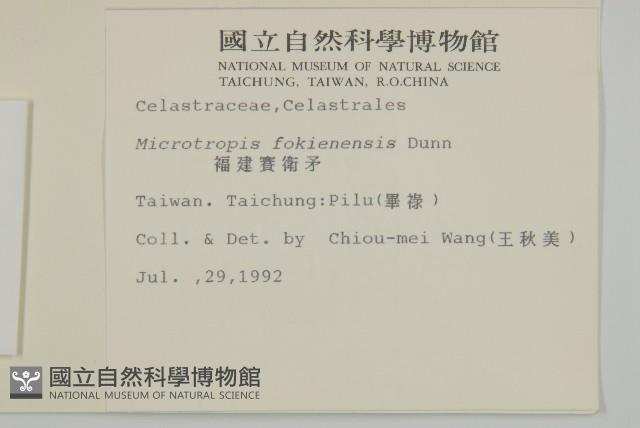 國立自然科學博物館
NATIONAL MUSEUM OF NATURAL SCIENCE
TAICHUNG, TAIWAN, R.O.CHINA
Celastraceae,Celastrales
Microtropis fokienensis Dunn
福建賽衛矛
Taiwan. Taichung:Pilu(畢祿)
Coll. & Det. by Chiou-mei Wang(王秋美)
Jul. ,29,1992
國立自然科學博物館
NATIONAL MUSEUM OF NATURAL SCIENCE